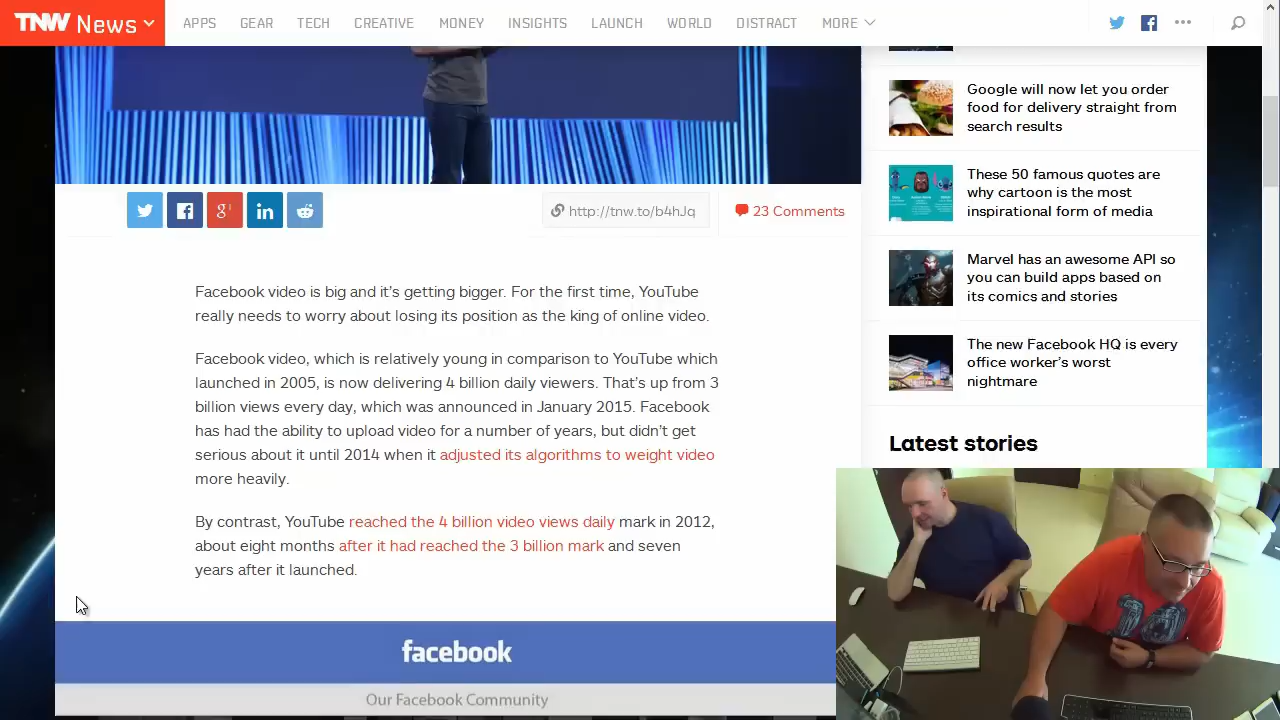 TNW News
APPS GEAR TECH CREATIVE MONEY INSIGHTS LAUNCH WORLD DISTRACT MORE
http://tnw.to/b4hJq
23 Comments
Facebook video is big and it's getting bigger. For the first time, YouTube
really needs to worry about losing its position as the king of online video.
Facebook video, which is relatively young in comparison to YouTube which
launched in 2005, is now delivering 4 billion daily viewers. That's up from 3
billion views every day, which was announced in January 2015. Facebook
has had the ability to upload video for a number of years, but didn't get
serious about it until 2014 when it adjusted its algorithms to weight video
more heavily.
By contrast, YouTube reached the 4 billion video views daily mark in 2012,
about eight months after it had reached the 3 billion mark and seven
years after it launched.
facebook
Our Facebook Community
Google will now let you order
food for delivery straight from
search results
These 50 famous quotes are
why cartoon is the most
inspirational form of media
Marvel has an awesome API so
you can build apps based on
its comics and stories
The new Facebook HQ is every
office worker's worst
nightmare
Latest stories